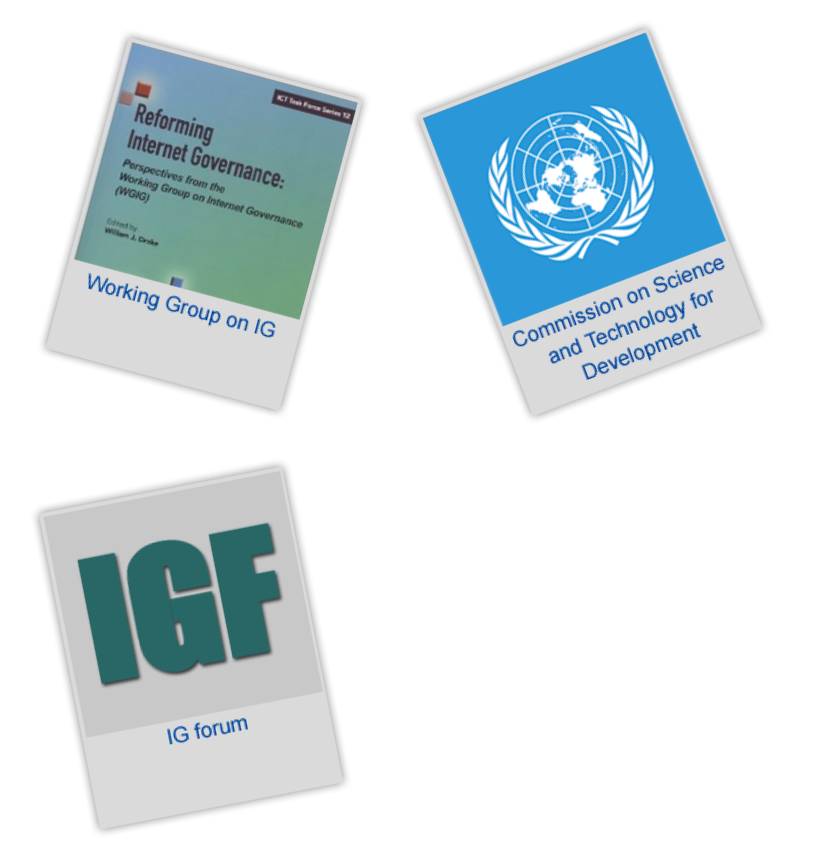 ICT Task Force Series 12
Reforming
Internet Governance:
Perspectives from the
Working Group on Internet Governance
(WGIG)
Edited by
William J. Drake
Working Group on IG
Commission on Science
and Technology for
Development
IGF
IG forum